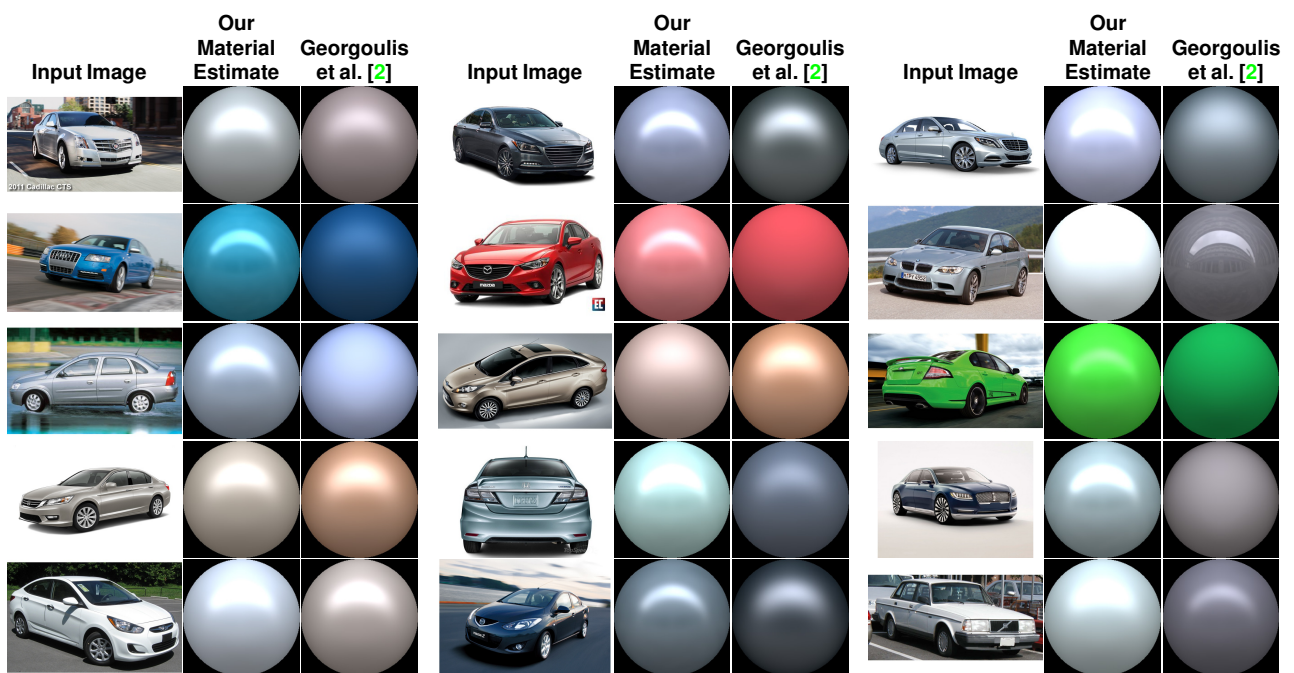 Input Image
Our
Material
Estimate
Georgoulis
et al. [2]
Input Image
Our
Material
Estimate
Georgoulis
et al. [2]
Input Image
Our
Material
Estimate
Georgoulis
et al. [2]
2011 Cadillac CTS
mazda
EC